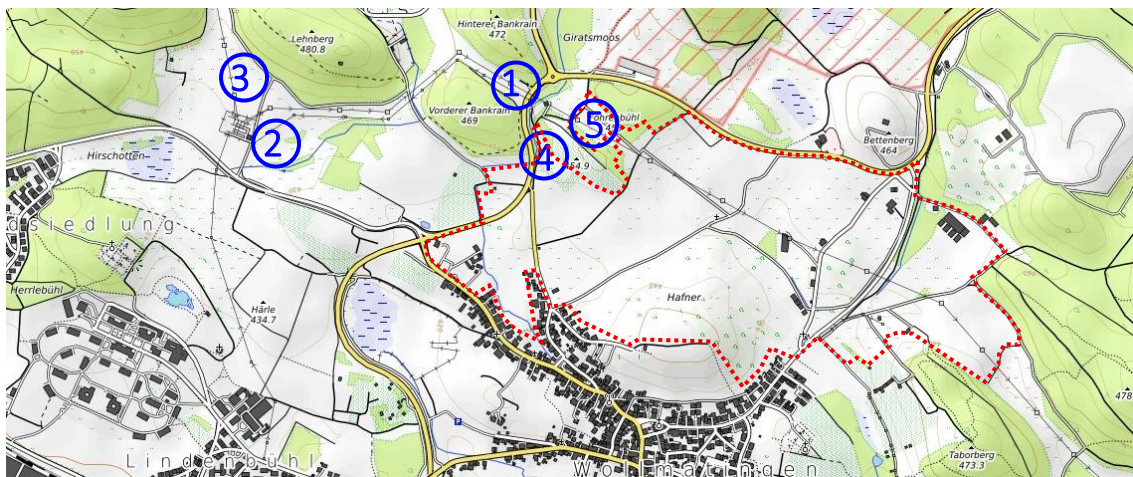 Hinterer Bankrain
472
Giratsmoos
Lehnberg
480.8
3
1
Vorderer Bankrain
469
5
2
4
Bettenberg
464
Hirschotten
dsiedlung
Herrlebühl
Härle
434.7
Hafner
P
478
Lindenbühl
Wollmatingen
Taborberg
473.3